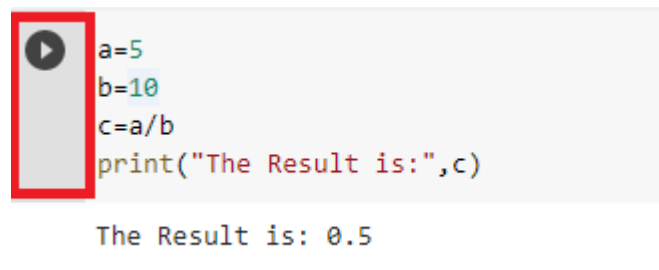 a=5
b=10
c=a/b
print("The Result is:",c)
The Result is: 0.5